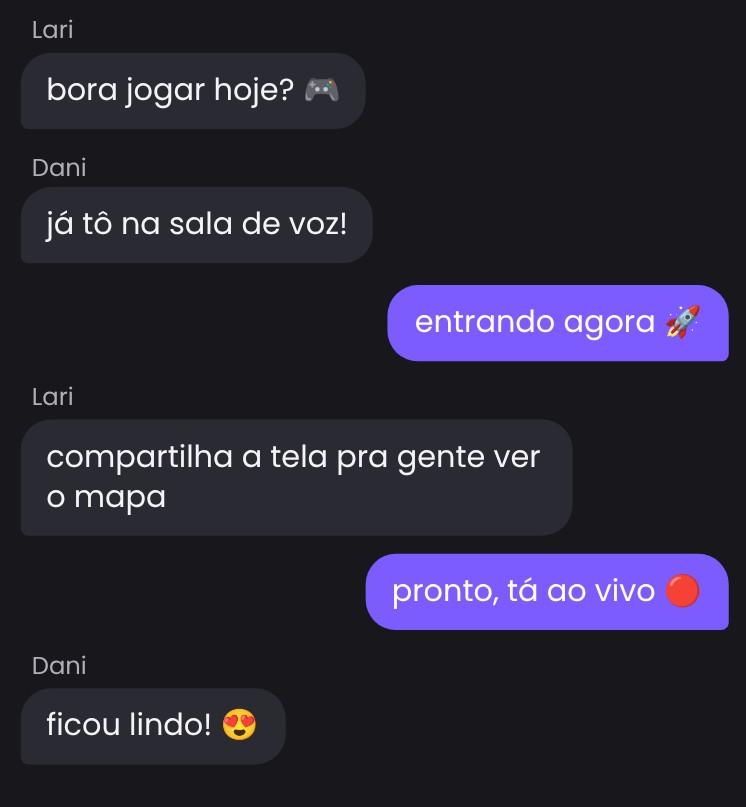 Lari
bora jogar hoje? 🎮
Dani
já tô na sala de voz!
entrando agora 🚀
Lari
compartilha a tela pra gente ver
o mapa
pronto, tá ao vivo 🔴
Dani
ficou lindo! 😍